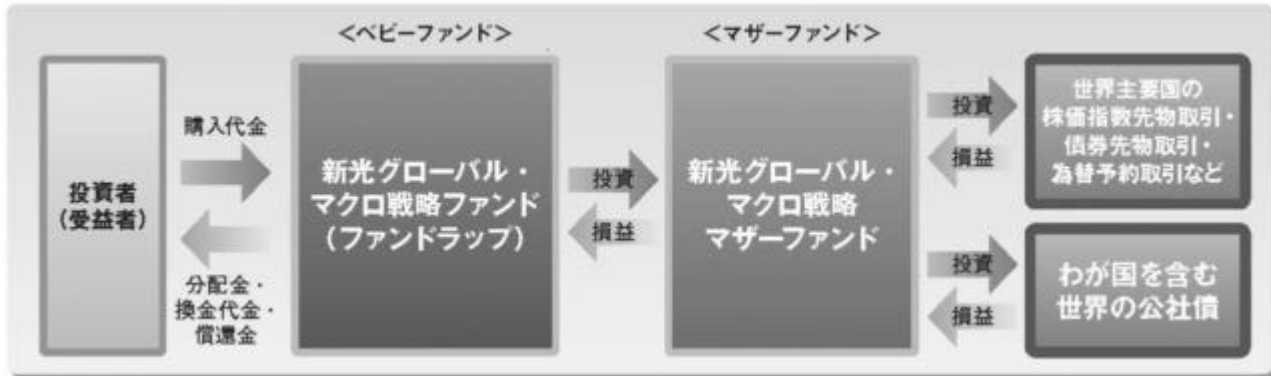 <ベビーファンド>
<マザーファンド>
投資者
(受益者)
購入代金
分配金・
換金代金・
償還金
新光グローバル・
マクロ戦略ファンド
(ファンドラップ)
投資
損益
新光グローバル・
マクロ戦略
マザーファンド
投資
損益
世界主要国の
株価指数先物取引・
債券先物取引・
為替予約取引など
投資
損益
わが国を含む
世界の公社債